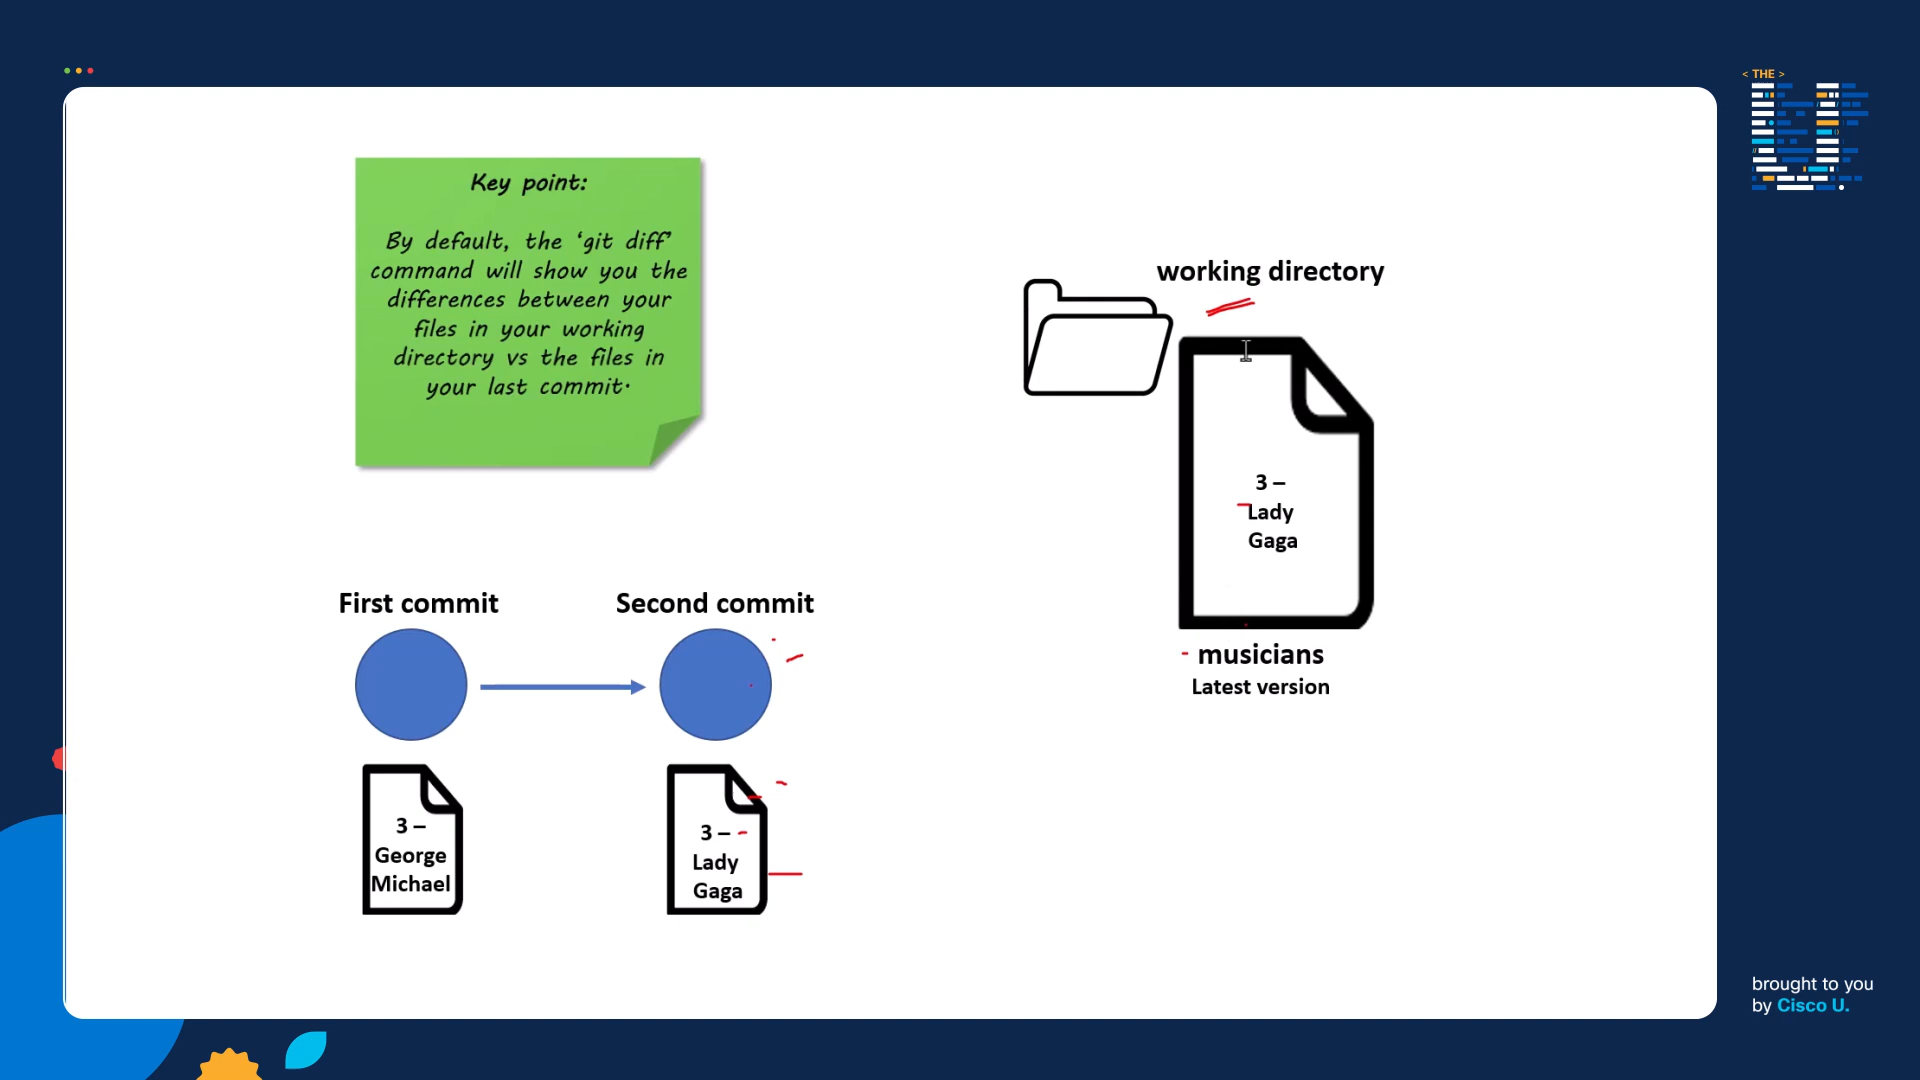 < THE >
Key point:
By default, the ‘git diff’
command will show you the
differences between your
files in your working
directory vs the files in
your last commit.
working directory
3 –
Lady
Gaga
musicians
Latest version
First commit
Second commit
3 –
George
Michael
3 –
Lady
Gaga
brought to you
by Cisco U.